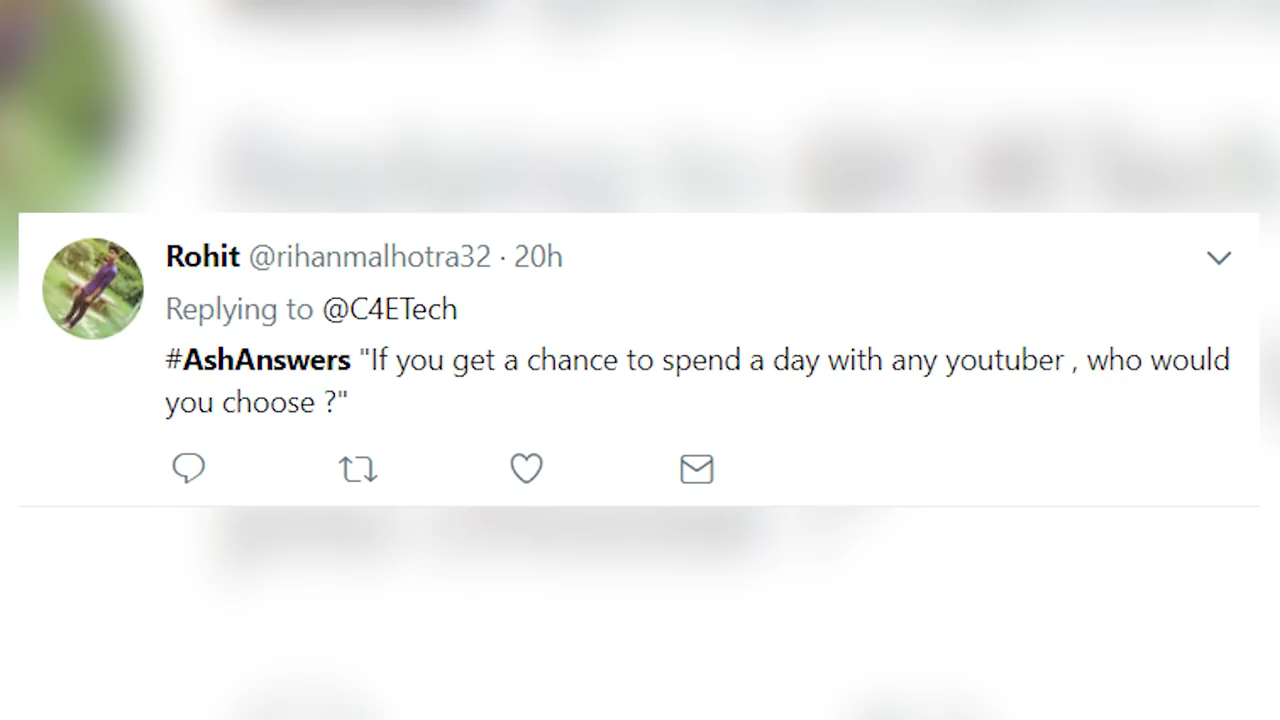 Rohit @rihanmalhotra32 · 20h
Replying to @C4ETech
#AshAnswers "If you get a chance to spend a day with any youtuber , who would
you choose ?"